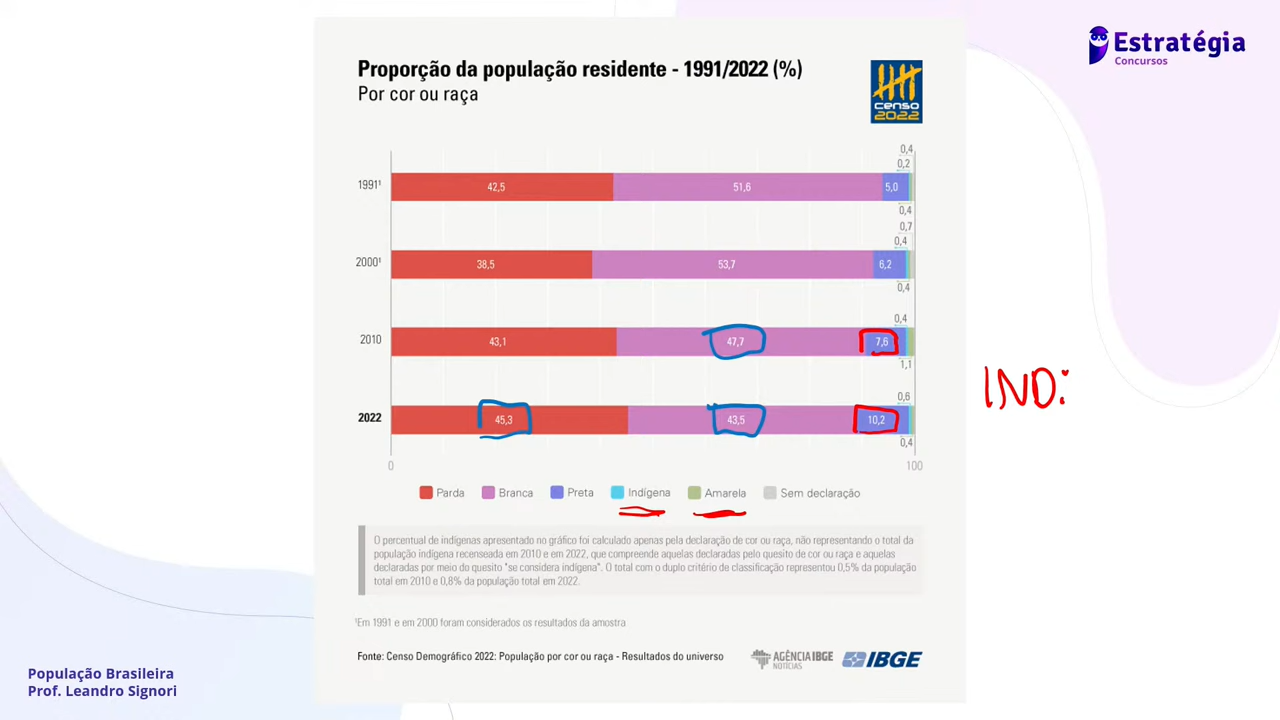 Estratégia
Concursos
Proporção da população residente - 1991/2022 (%)
Por cor ou raça
CENSO
2022
0,4
0,2
1991¹
42,5
51,6
5,0
0,4
0,7
0,4
2000¹
38,5
53,7
6,2
0,4
0,4
2010
43,1
47,7
7,6
1,1
IND:
0,6
2022
45,3
43,5
10,2
0,4
0
100
Parda
Branca
Preta
Indígena
Amarela
Sem declaração
O percentual de indígenas apresentado no gráfico foi calculado apenas pela declaração de cor ou raça, não representando o total da
população indígena recenseada em 2010 e em 2022, que compreende aquelas declaradas pelo quesito de cor ou raça e aquelas
declaradas por meio do quesito "se considera indígena". O total com o duplo critério de classificação representou 0,5% da população
total em 2010 e 0,8% da população total em 2022.
¹Em 1991 e em 2000 foram considerados os resultados da amostra
Fonte: Censo Demográfico 2022: População por cor ou raça - Resultados do universo
AGÊNCIA IBGE
NOTÍCIAS
IBGE
População Brasileira
Prof. Leandro Signori